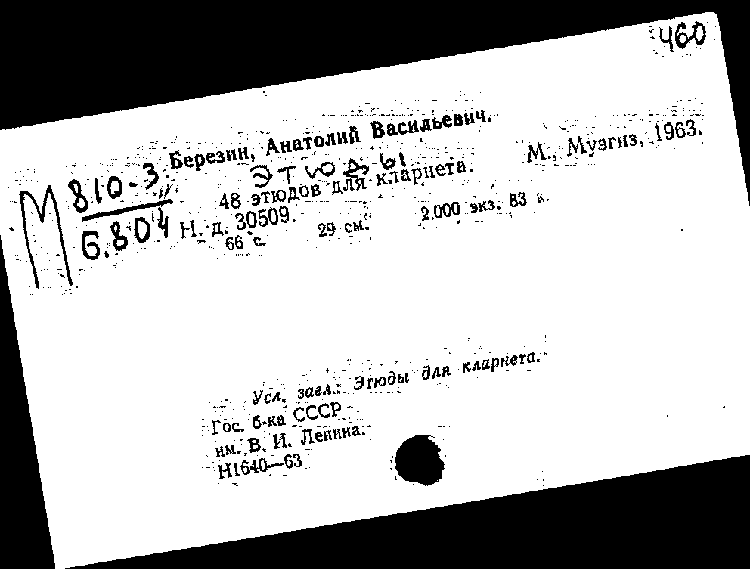 460
Березин, Анатолий Васильевич.
Этюды
48 этюдов для кларнета. М., Музгиз, 1963.
М 810-3
6.804
Н. д. 30509.
66 с. 29 см. 2.000 экз. 83 к.
Усл. загл.: Этюды для кларнета.
Гос. б-ка СССР
им. В. И. Ленина.
Н1640—63